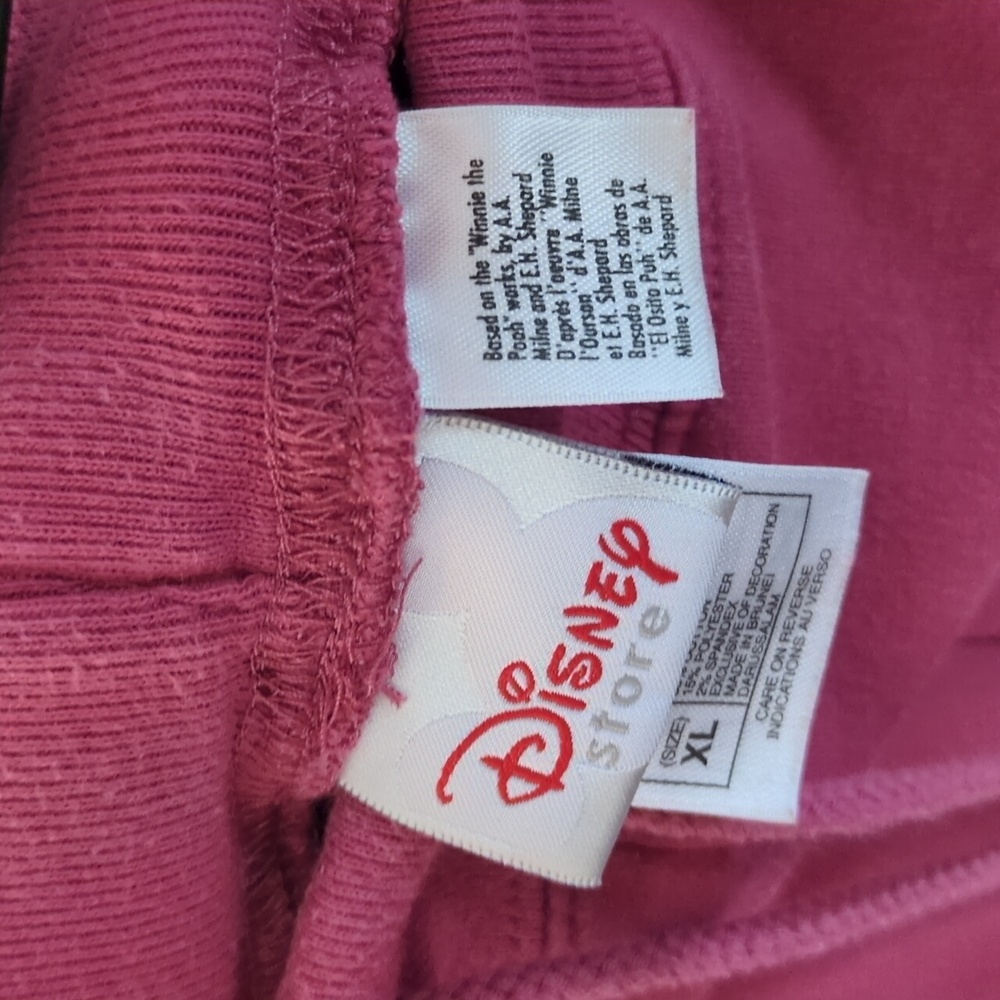 Based on the "Winnie the
Pooh" works, by A.A.
Milne and E.H. Shepard
D'après l'oeuvre "Winnie
l'Ourson" d'A.A. Milne
et E.H. Shepard
Basado en las obras de
"El Osito Puh" de A.A.
Milne y E.H. Shepard
Disney
store
(SIZE)
XL
15% POLYESTER
2% SPANDEX
EXCLUSIVE OF DECORATION
MADE IN BRUNEI
DARUSSALAM
CARE ON REVERSE
INDICATIONS AU VERSO